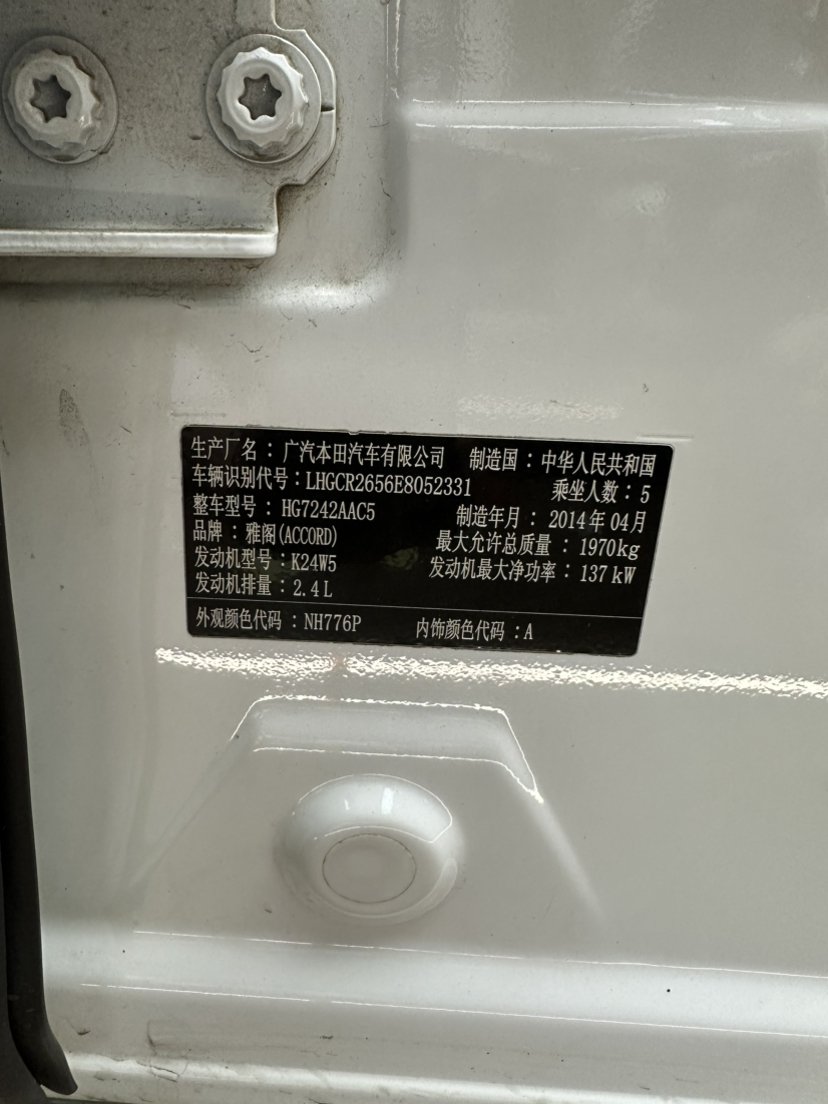 生产厂名：广汽本田汽车有限公司 制造国：中华人民共和国
车辆识别代号：LHGCR2656E8052331 乘坐人数：5
整车型号：HG7242AAC5 制造年月：2014年04月
品牌：雅阁(ACCORD) 最大允许总质量：1970kg
发动机型号：K24W5 发动机最大净功率：137kW
发动机排量：2.4L
外观颜色代码：NH776P 内饰颜色代码：A